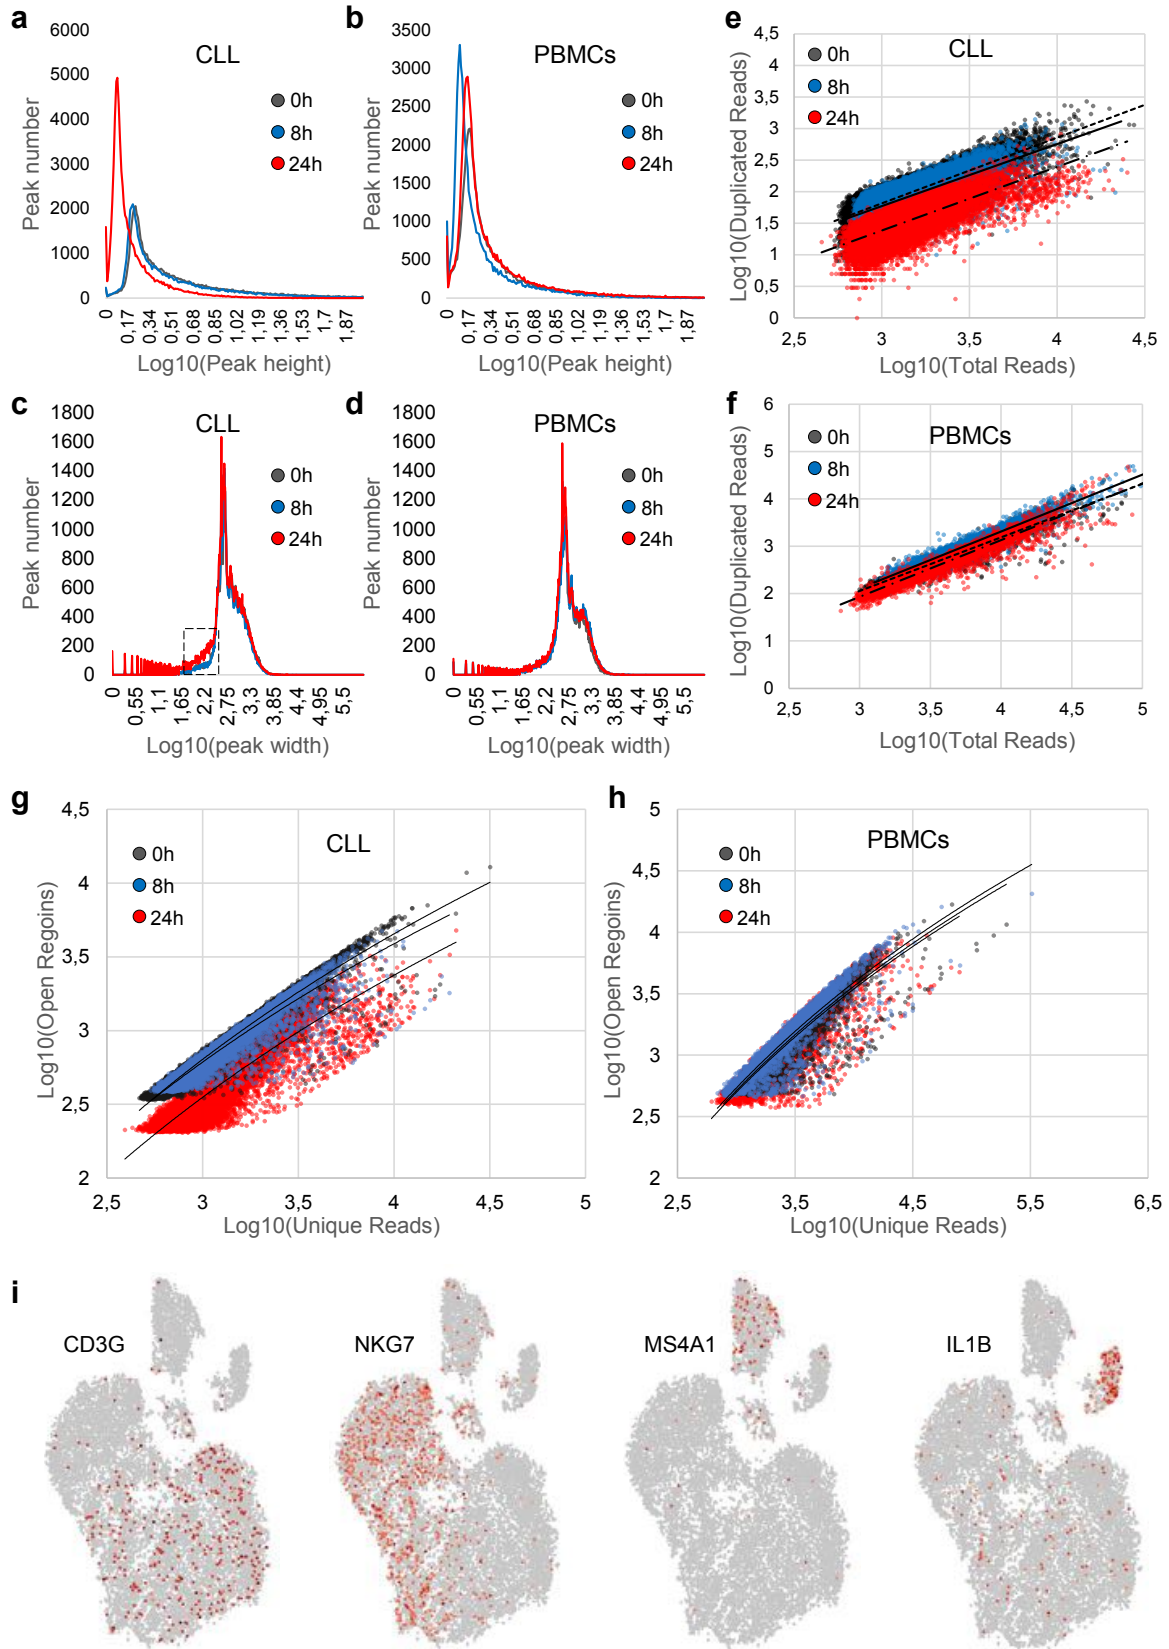 a
CLL
Peak number
6000
5000
4000
3000
2000
1000
0
0h
8h
24h
0
0,17
0,34
0,51
0,68
0,85
1,02
1,19
1,36
1,53
1,7
1,87
Log10(Peak height)
b
PBMCs
Peak number
3500
3000
2500
2000
1500
1000
500
0
0h
8h
24h
0
0,17
0,34
0,51
0,68
0,85
1,02
1,19
1,36
1,53
1,7
1,87
Log10(Peak height)
c
CLL
Peak number
1800
1600
1400
1200
1000
800
600
400
200
0
0h
8h
24h
0
0,55
1,1
1,65
2,2
2,75
3,3
3,85
4,4
4,95
5,5
Log10(peak width)
d
PBMCs
Peak number
1800
1600
1400
1200
1000
800
600
400
200
0
0h
8h
24h
0
0,55
1,1
1,65
2,2
2,75
3,3
3,85
4,4
4,95
5,5
Log10(peak width)
e
CLL
Log10(Duplicated Reads)
4,5
4
3,5
3
2,5
2
1,5
1
0,5
0
0h
8h
24h
2,5
3
3,5
4
4,5
Log10(Total Reads)
f
PBMCs
Log10(Duplicated Reads)
6
5
4
3
2
1
0
0h
8h
24h
2,5
3
3,5
4
4,5
5
Log10(Total Reads)
g
CLL
Log10(Open Regoins)
4,5
4
3,5
3
2,5
2
0h
8h
24h
2,5
3
3,5
4
4,5
5
Log10(Unique Reads)
h
PBMCs
Log10(Open Regoins)
5
4,5
4
3,5
3
2,5
2
0h
8h
24h
2,5
3,5
4,5
5,5
6,5
Log10(Unique Reads)
i
CD3G
NKG7
MS4A1
IL1B